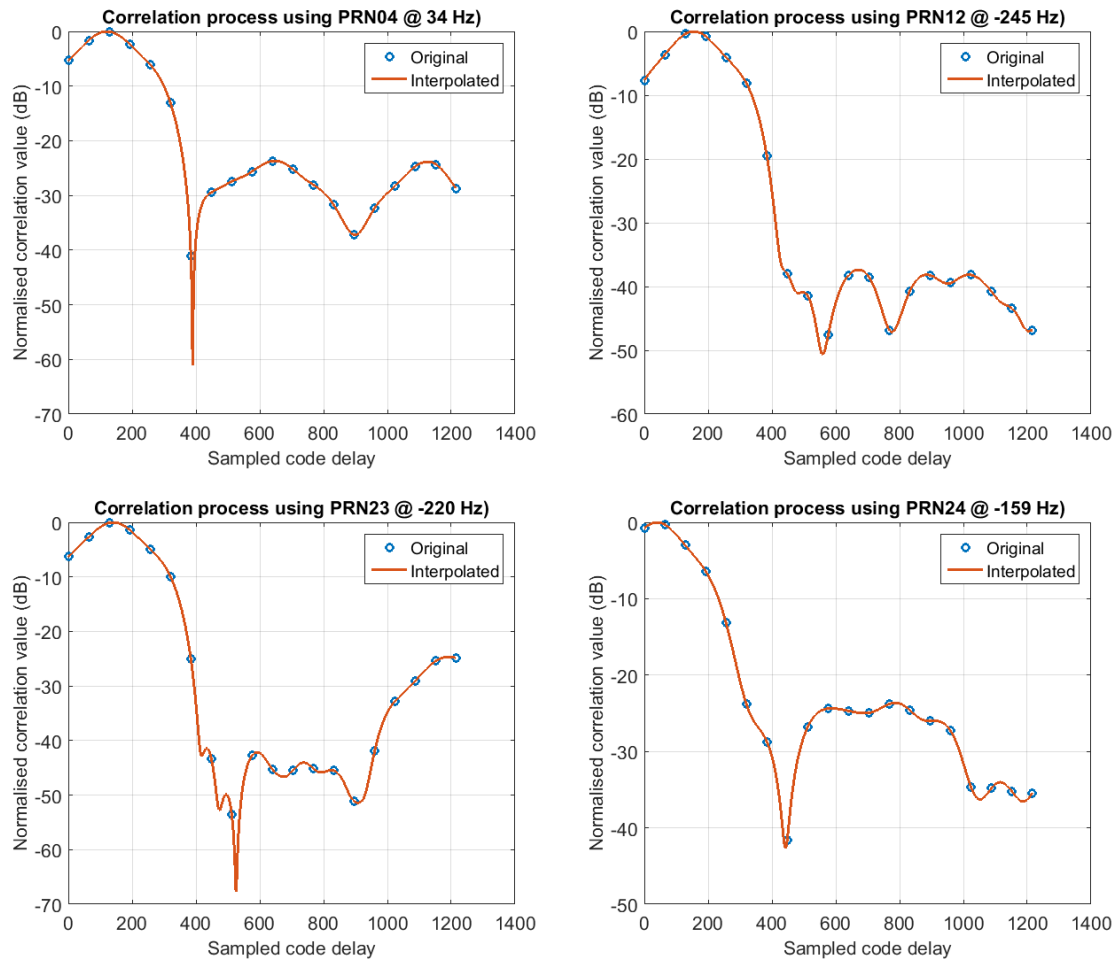 Correlation process using PRN04 @ 34 Hz)
Normalised correlation value (dB)
0
-10
-20
-30
-40
-50
-60
-70
Original
Interpolated
0 200 400 600 800 1000 1200 1400
Sampled code delay
Correlation process using PRN12 @ -245 Hz)
Normalised correlation value (dB)
0
-10
-20
-30
-40
-50
-60
Original
Interpolated
0 200 400 600 800 1000 1200 1400
Sampled code delay
Correlation process using PRN23 @ -220 Hz)
Normalised correlation value (dB)
0
-10
-20
-30
-40
-50
-60
-70
Original
Interpolated
0 200 400 600 800 1000 1200 1400
Sampled code delay
Correlation process using PRN24 @ -159 Hz)
Normalised correlation value (dB)
0
-10
-20
-30
-40
-50
Original
Interpolated
0 200 400 600 800 1000 1200 1400
Sampled code delay